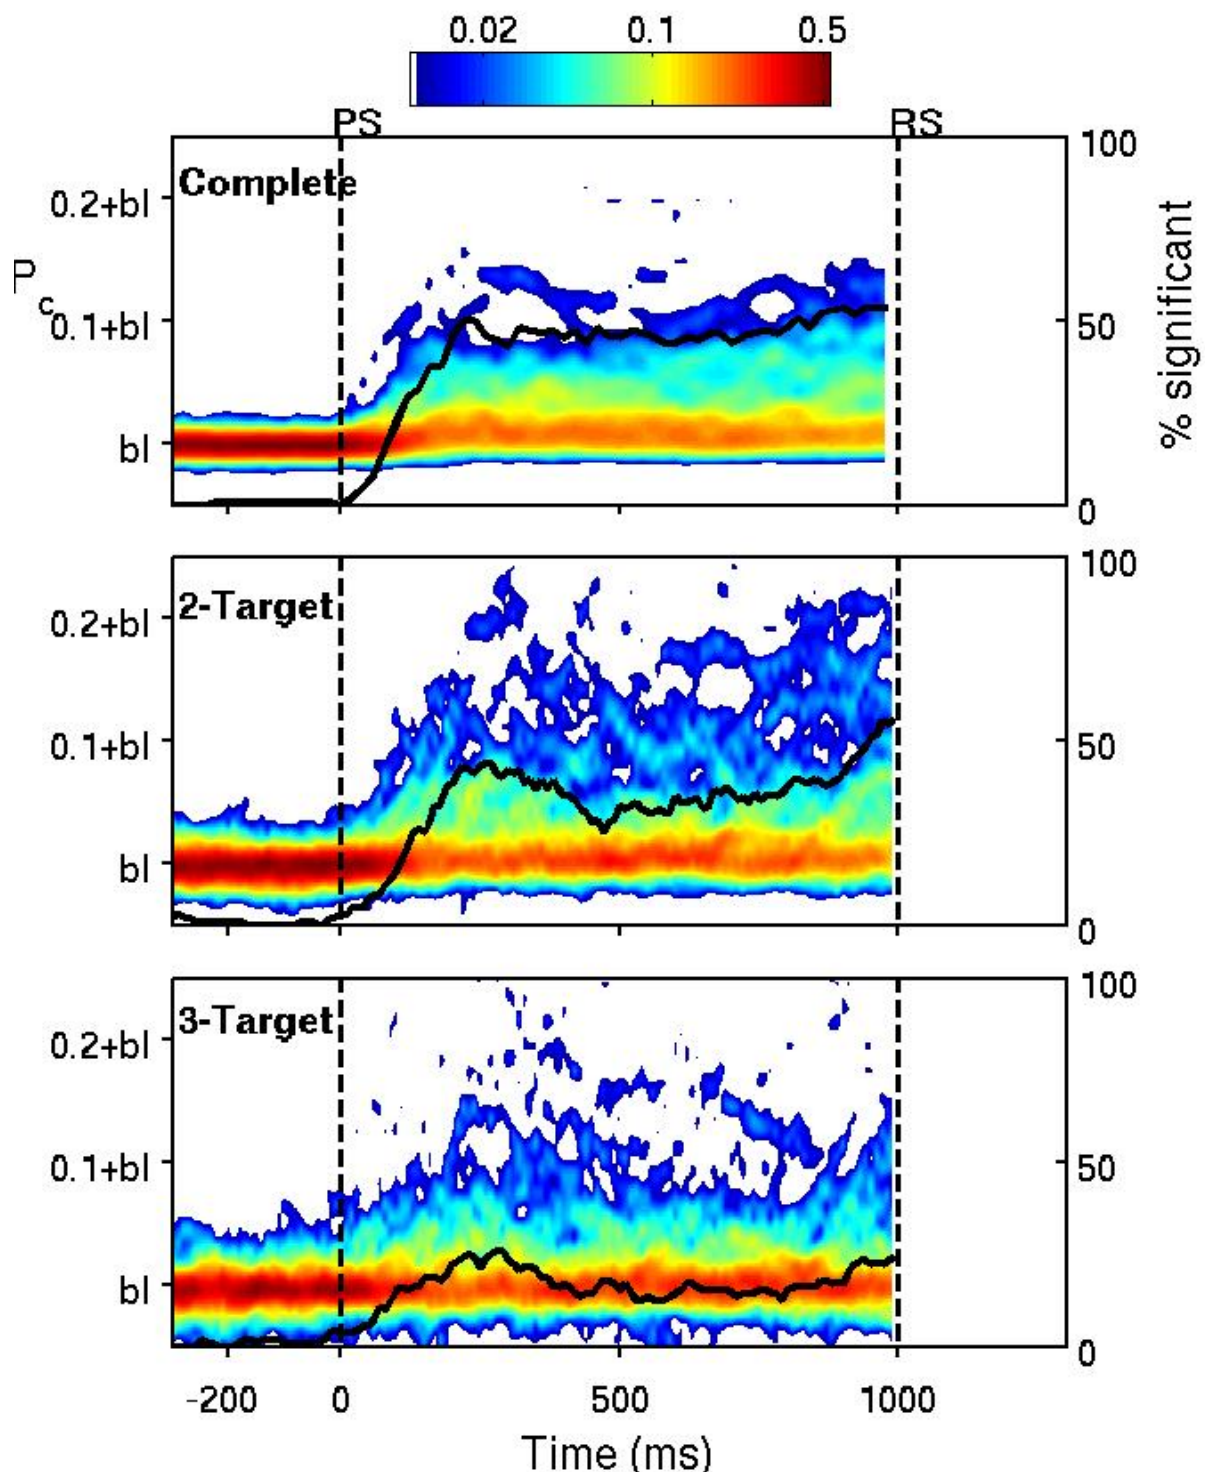 0.02 0.1 0.5
PS RS
Complete
0.2+bl
0.1+bl
bl
P
c
100
50
0
% significant
2-Target
0.2+bl
0.1+bl
bl
100
50
0
3-Target
0.2+bl
0.1+bl
bl
100
50
0
-200 0 500 1000
Time (ms)